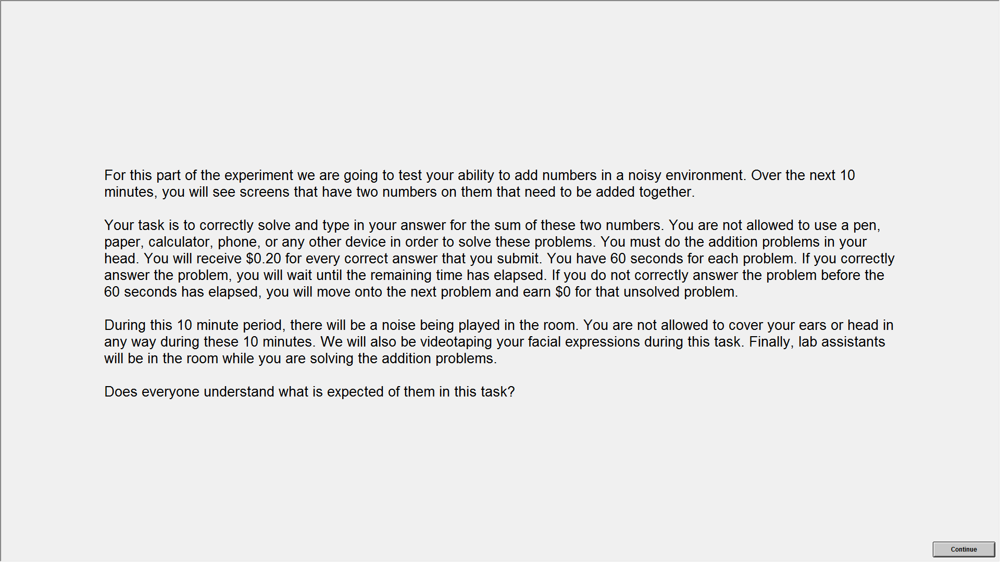 For this part of the experiment we are going to test your ability to add numbers in a noisy environment. Over the next 10
minutes, you will see screens that have two numbers on them that need to be added together.
Your task is to correctly solve and type in your answer for the sum of these two numbers. You are not allowed to use a pen,
paper, calculator, phone, or any other device in order to solve these problems. You must do the addition problems in your
head. You will receive $0.20 for every correct answer that you submit. You have 60 seconds for each problem. If you correctly
answer the problem, you will wait until the remaining time has elapsed. If you do not correctly answer the problem before the
60 seconds has elapsed, you will move onto the next problem and earn $0 for that unsolved problem.
During this 10 minute period, there will be a noise being played in the room. You are not allowed to cover your ears or head in
any way during these 10 minutes. We will also be videotaping your facial expressions during this task. Finally, lab assistants
will be in the room while you are solving the addition problems.
Does everyone understand what is expected of them in this task?
Continue